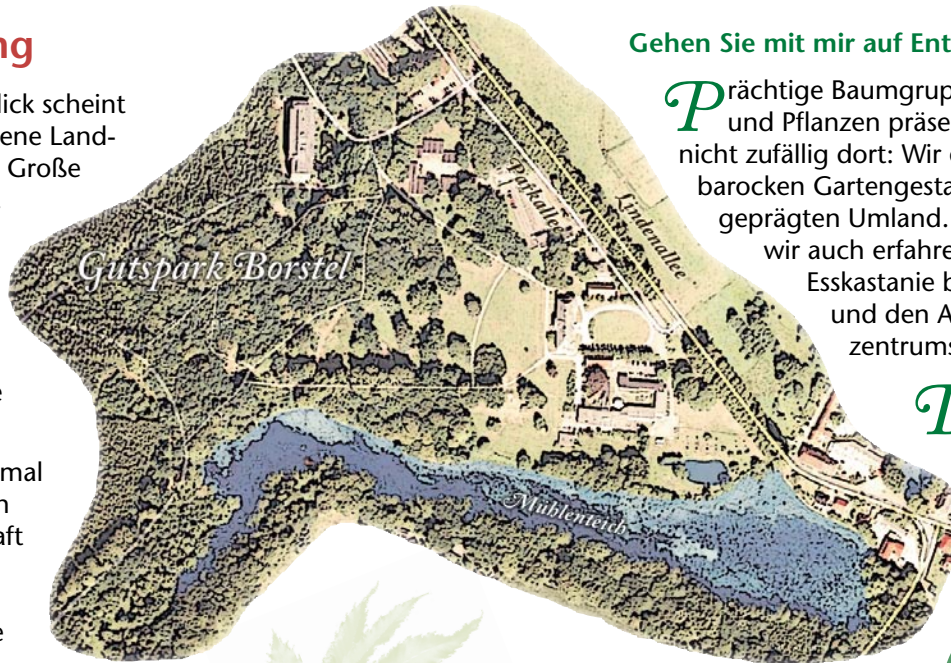 ng
lick scheint
ene Land-
Große
e
mal
n
aft
e
Gutspark Borstel
Parkallee
Lindenallee
Mühlenteich
Gehen Sie mit mir auf Ent
Prächtige Baumgrup
und Pflanzen präse
nicht zufällig dort: Wir
barocken Gartengesta
geprägten Umland.
wir auch erfahre
Esskastanie b
und den A
zentrums